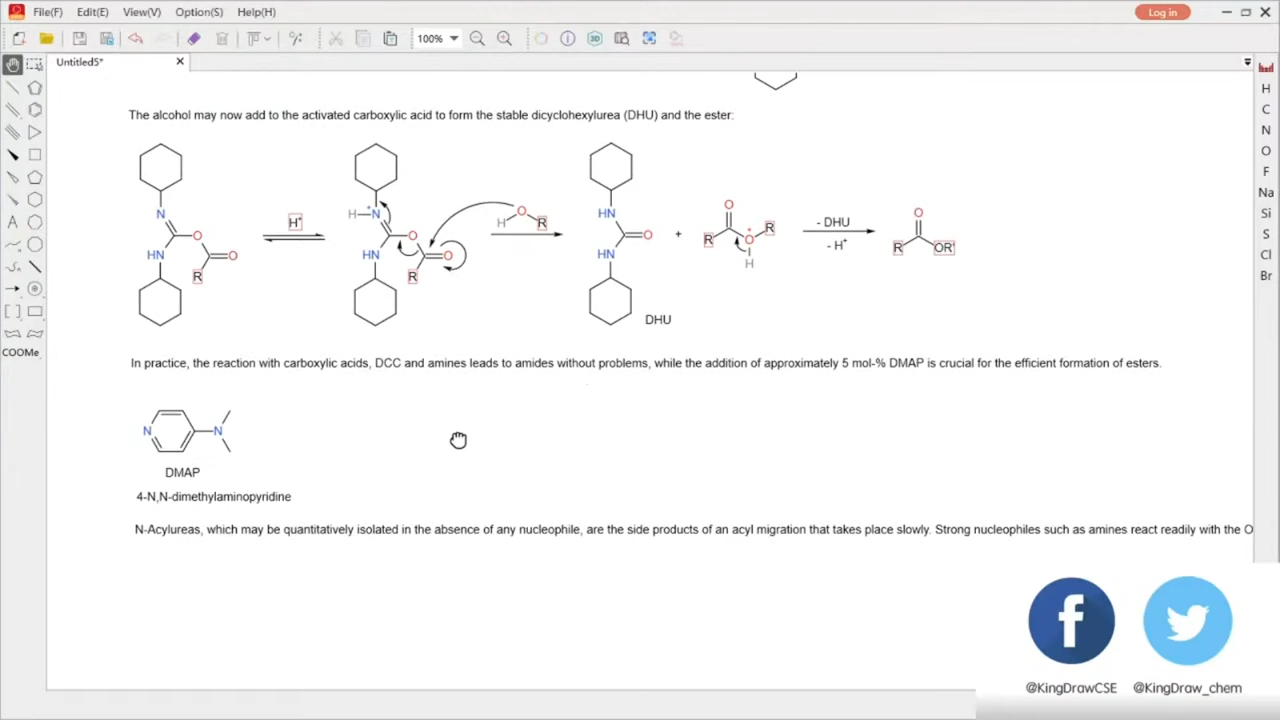 File(F) Edit(E) View(V) Option(S) Help(H) Log in
100% 3D
Untitled5*
The alcohol may now add to the activated carboxylic acid to form the stable dicyclohexylurea (DHU) and the ester:
N O HN O R
H+
H N+ O HN O R
H O R
HN O HN
DHU
+
O R O+ R H
- DHU
- H+
O R OR'
In practice, the reaction with carboxylic acids, DCC and amines leads to amides without problems, while the addition of approximately 5 mol-% DMAP is crucial for the efficient formation of esters.
N N
DMAP
4-N,N-dimethylaminopyridine
N-Acylureas, which may be quantitatively isolated in the absence of any nucleophile, are the side products of an acyl migration that takes place slowly. Strong nucleophiles such as amines react readily with the O
A
COOMe
H
C
N
O
F
Na
Si
S
Cl
Br
@KingDrawCSE @KingDraw_chem